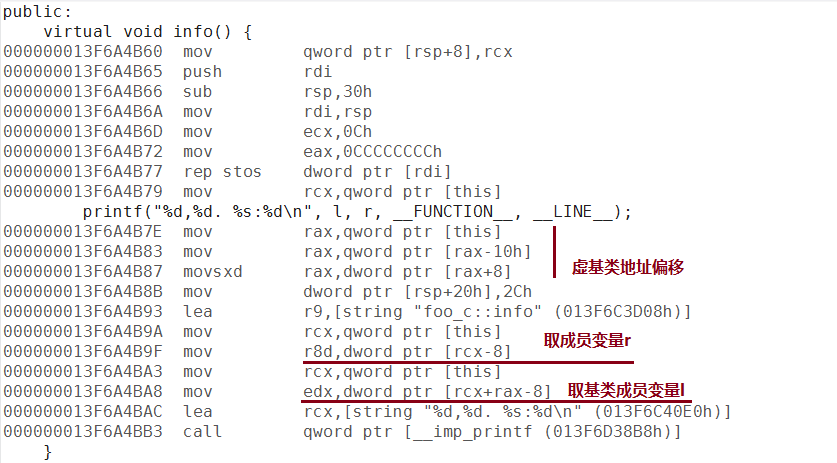 public:
    virtual void info() {
000000013F6A4B60  mov         qword ptr [rsp+8],rcx
000000013F6A4B65  push        rdi
000000013F6A4B66  sub         rsp,30h
000000013F6A4B6A  mov         rdi,rsp
000000013F6A4B6D  mov         ecx,0Ch
000000013F6A4B72  mov         eax,0CCCCCCCCh
000000013F6A4B77  rep stos    dword ptr [rdi]
000000013F6A4B79  mov         rcx,qword ptr [this]
        printf("%d,%d. %s:%d\n", l, r, __FUNCTION__, __LINE__);
000000013F6A4B7E  mov         rax,qword ptr [this]
000000013F6A4B83  mov         rax,qword ptr [rax-10h]
000000013F6A4B87  movsxd      rax,dword ptr [rax+8]
虚基类地址偏移
000000013F6A4B8B  mov         dword ptr [rsp+20h],2Ch
000000013F6A4B93  lea         r9,[string "foo_c::info" (013F6C3D08h)]
000000013F6A4B9A  mov         rcx,qword ptr [this]
000000013F6A4B9F  mov         r8d,dword ptr [rcx-8]
取成员变量r
000000013F6A4BA3  mov         rcx,qword ptr [this]
000000013F6A4BA8  mov         edx,dword ptr [rcx+rax-8] 取基类成员变量l
000000013F6A4BAC  lea         rcx,[string "%d,%d. %s:%d\n" (013F6C40E0h)]
000000013F6A4BB3  call        qword ptr [__imp_printf (013F6D38B8h)]
    }